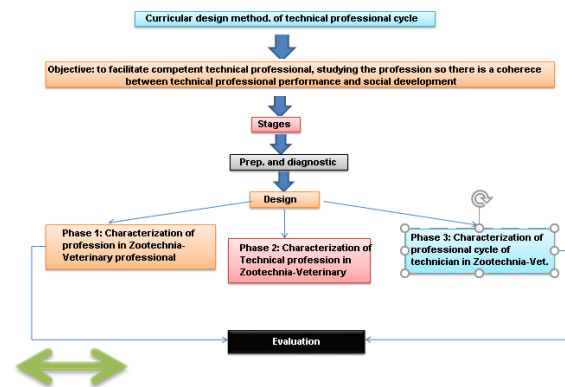 Curricular design method. of technical professional cycle
Objective: to facilitate competent technical professional, studying the profession so there is a coherece
between technical professional performance and social development
Stages
Prep. and diagnostic
Design
Phase 1: Characterization of
profession in Zootechnia-
Veterinary professional
Phase 2: Characterization of
Technical profession in
Zootechnia-Veterinary
Phase 3: Characterization of
professional cycle of
technician in Zootechnia-Vet.
Evaluation